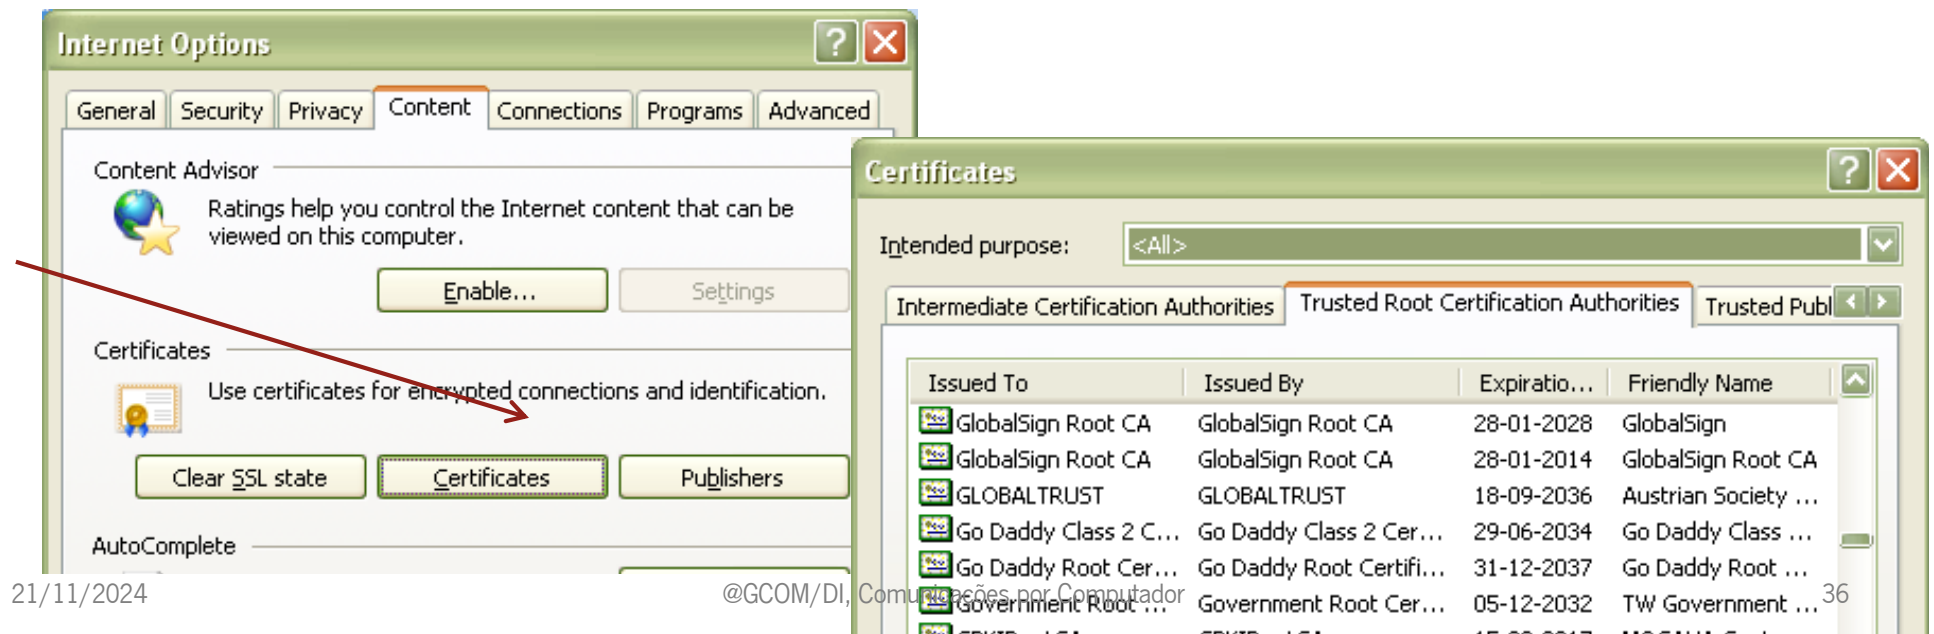 Internet Options
General Security Privacy Content Connections Programs Advanced
Content Advisor
Ratings help you control the Internet content that can be
viewed on this computer.
Enable... Settings
Certificates
Use certificates for encrypted connections and identification.
Clear SSL state Certificates Publishers
AutoComplete
Certificates
Intended purpose: <All>
Intermediate Certification Authorities Trusted Root Certification Authorities Trusted Publ
Issued To Issued By Expiratio... Friendly Name
GlobalSign Root CA GlobalSign Root CA 28-01-2028 GlobalSign
GlobalSign Root CA GlobalSign Root CA 28-01-2014 GlobalSign Root CA
GLOBALTRUST GLOBALTRUST 18-09-2036 Austrian Society ...
Go Daddy Class 2 C... Go Daddy Class 2 Cer... 29-06-2034 Go Daddy Class ...
Go Daddy Root Cer... Go Daddy Root Certifi... 31-12-2037 Go Daddy Root ...
Government Root ... Government Root Cer... 05-12-2032 TW Government ...
21/11/2024 @GCOM/DI, Comunicações por Computador 36